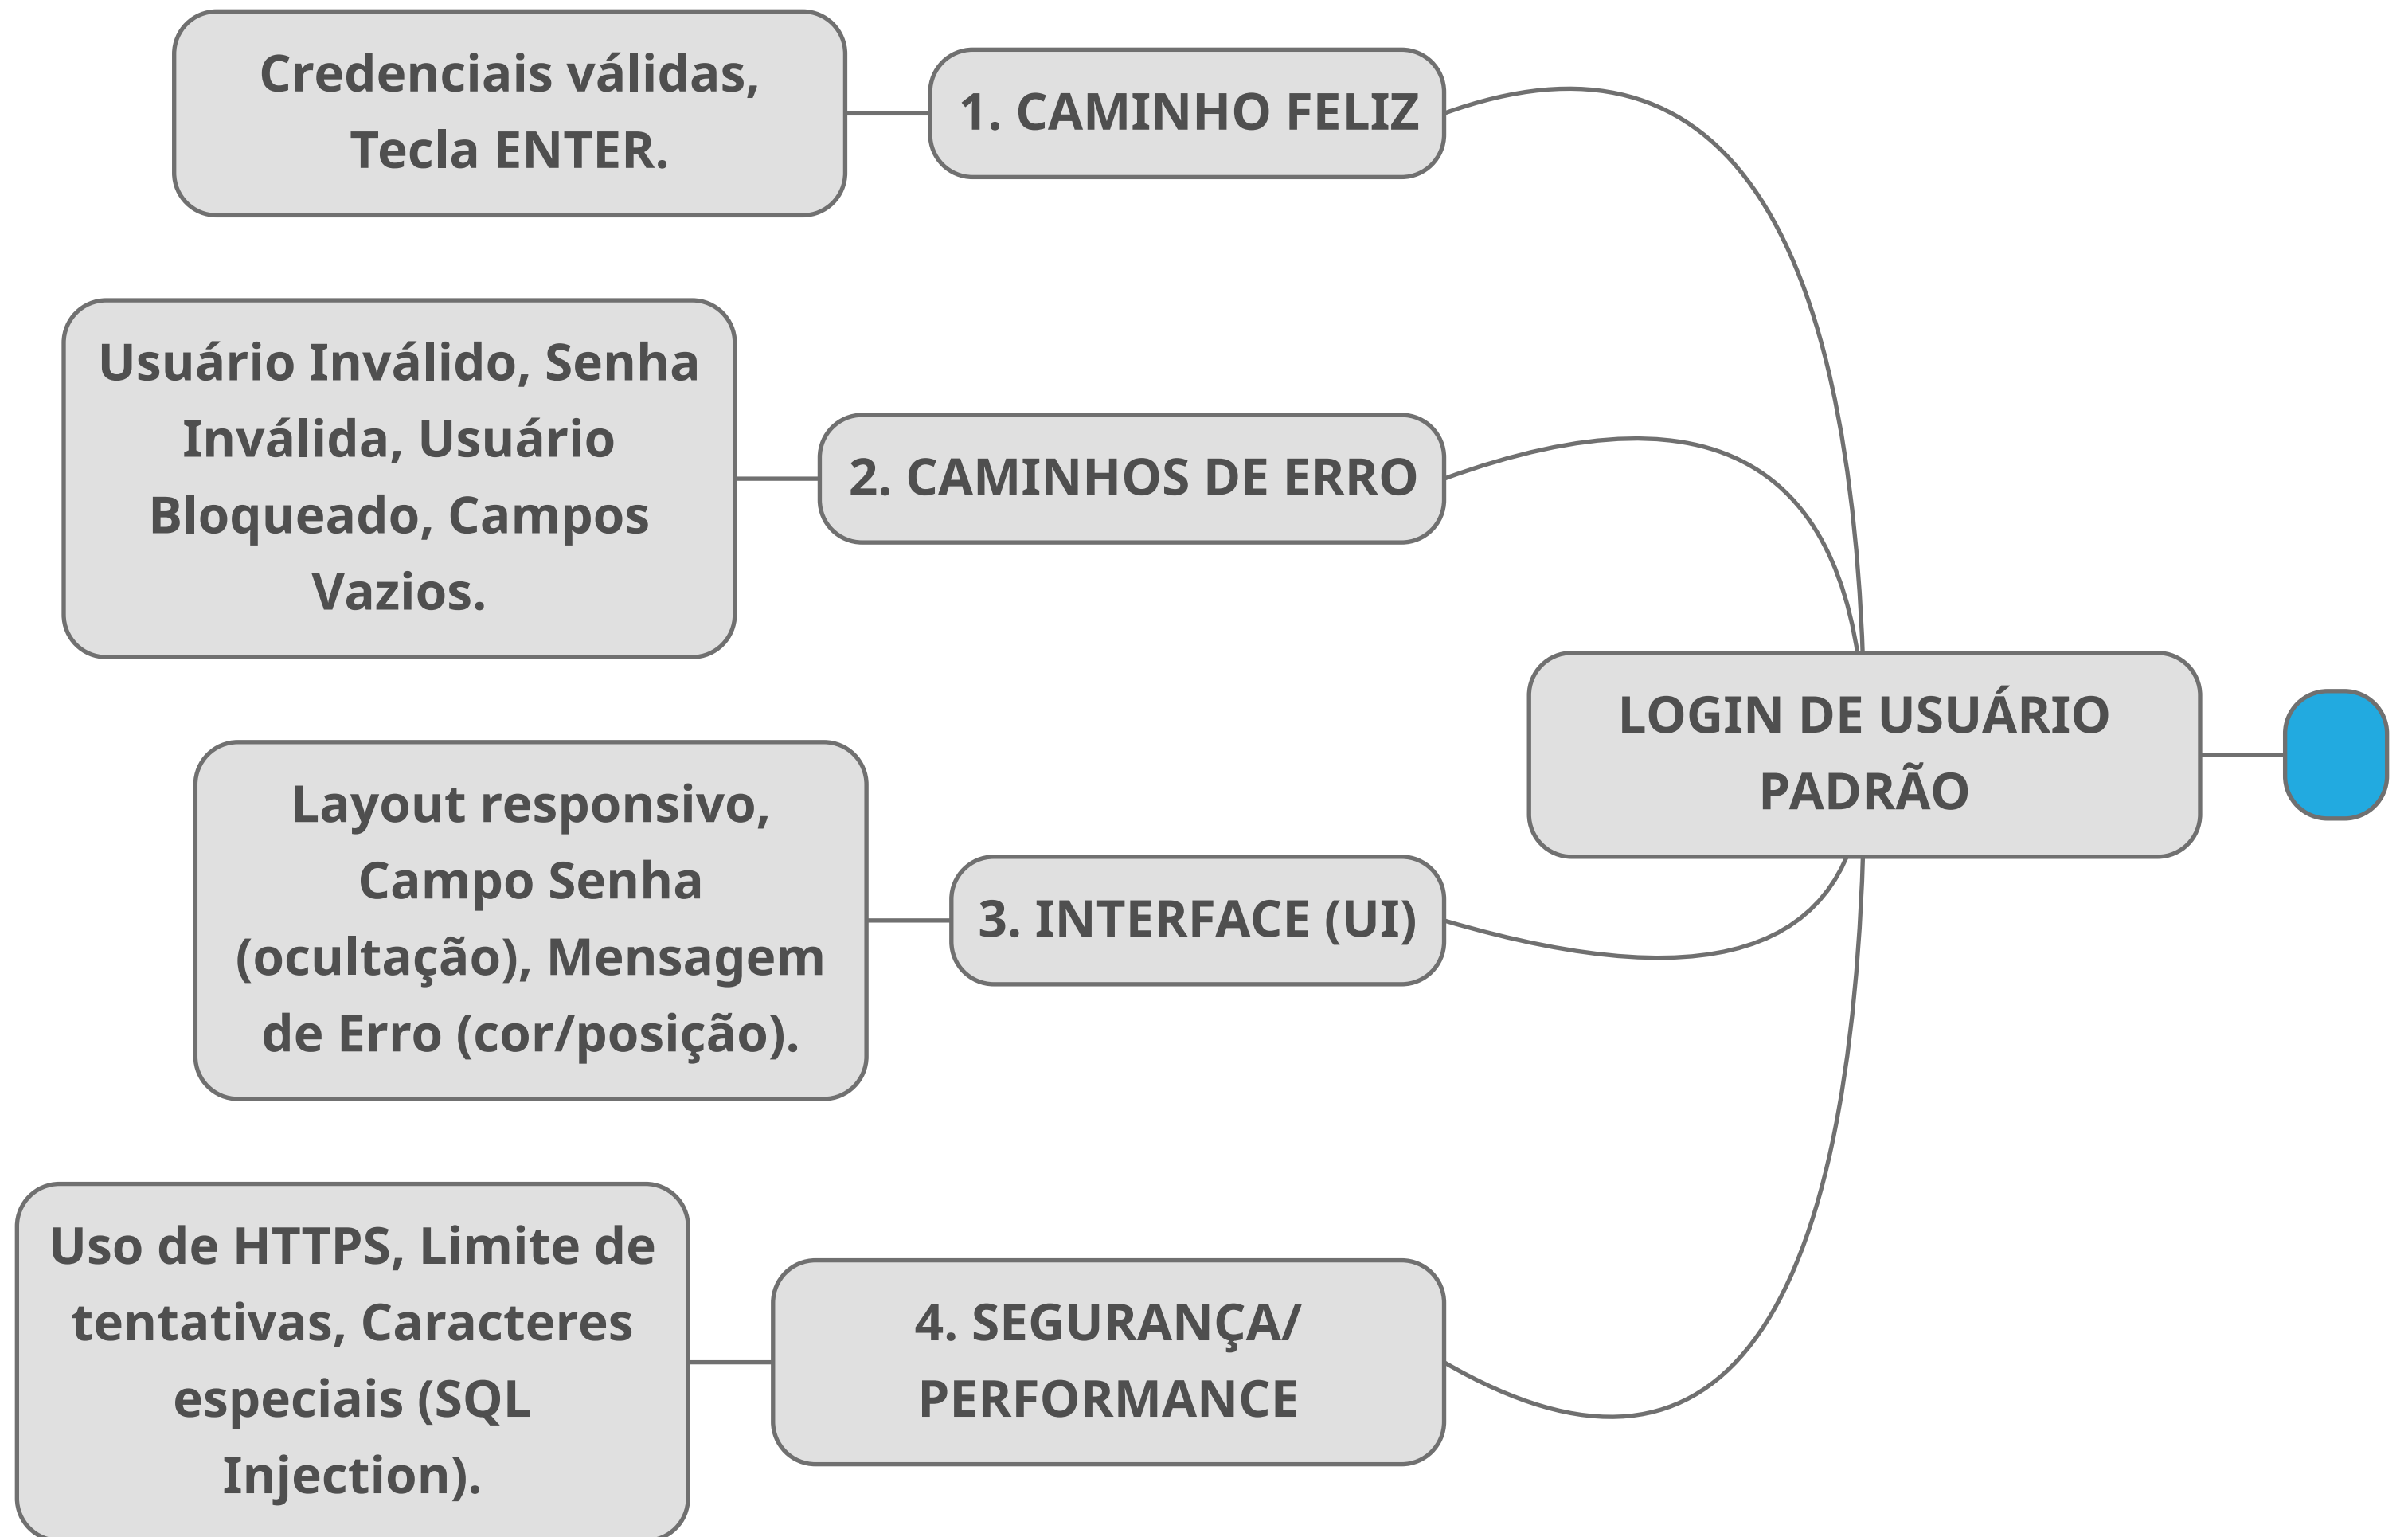 Credenciais válidas,
Tecla ENTER.
1. CAMINHO FELIZ
Usuário Inválido, Senha
Inválida, Usuário
Bloqueado, Campos
Vazios.
2. CAMINHOS DE ERRO
LOGIN DE USUÁRIO
PADRÃO
Layout responsivo,
Campo Senha
(ocultação), Mensagem
de Erro (cor/posição).
3. INTERFACE (UI)
Uso de HTTPS, Limite de
tentativas, Caracteres
especiais (SQL
Injection).
4. SEGURANÇA/
PERFORMANCE